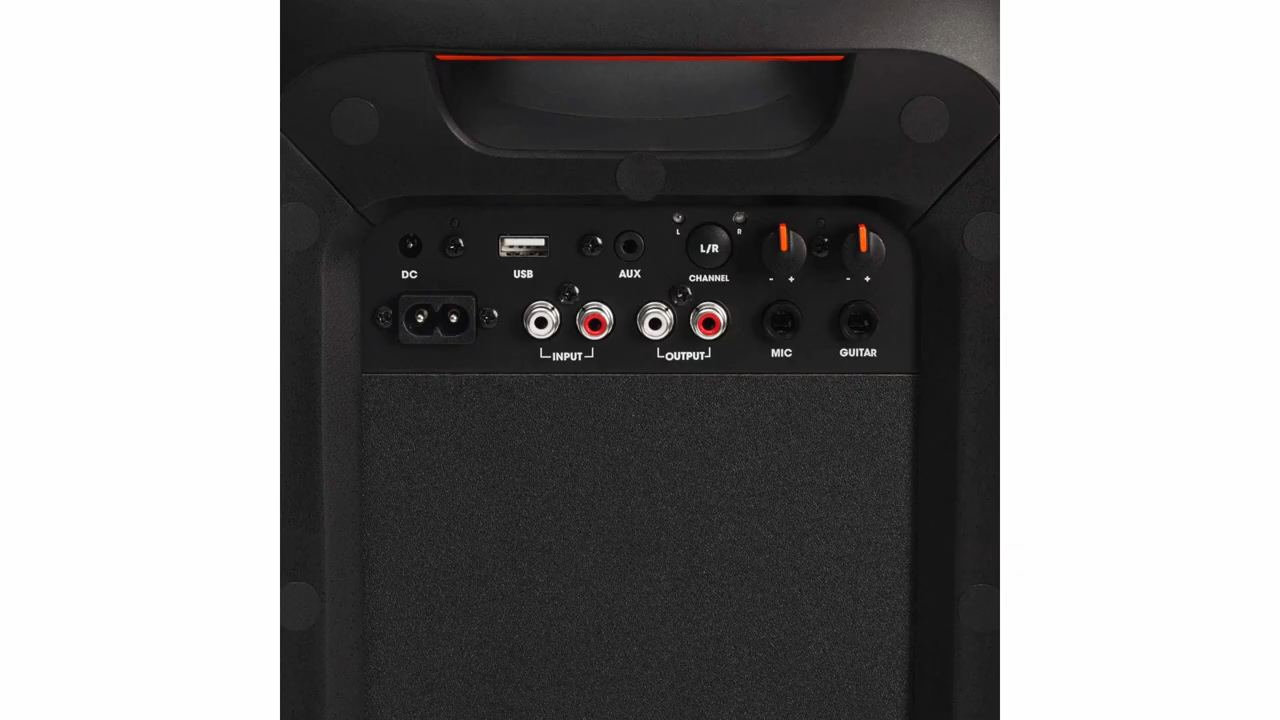 L
R
L/R
DC
USB
AUX
CHANNEL
- +
- +
INPUT
OUTPUT
MIC
GUITAR